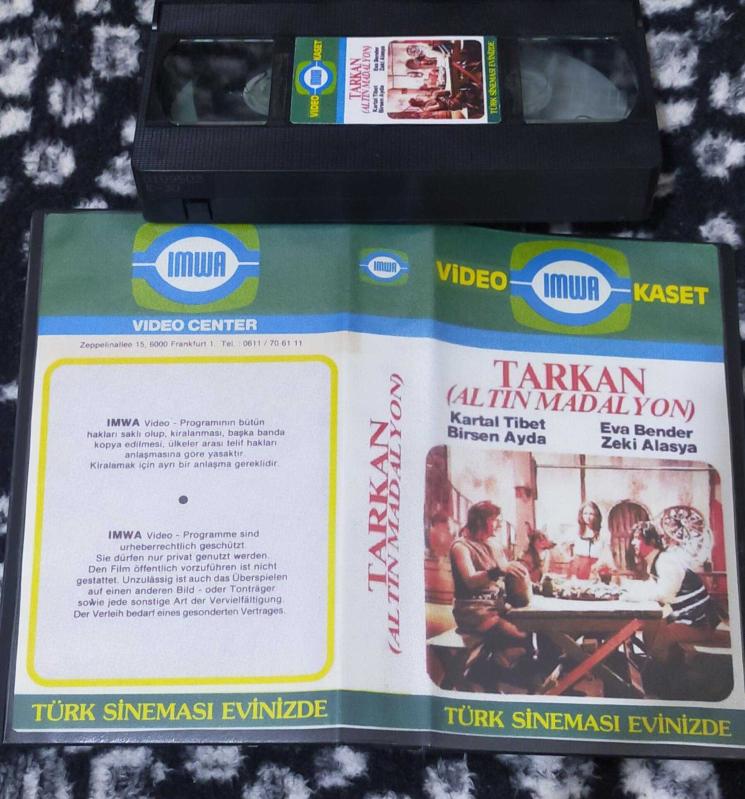 VİDEO IMWA KASET
TARKAN
(ALTIN MADALYON)
Kartal Tibet Eva Bender
Birsen Ayda Zeki Alasya
TÜRK SİNEMASI EVİNİZDE
IMWA
VIDEO CENTER
Zeppelinallee 15, 6000 Frankfurt 1. Tel. : 0611 / 70 61 11
IMWA Video - Programının bütün
hakları saklı olup, kiralanması, başka banda
kopya edilmesi, ülkeler arası telif hakları
anlaşmasına göre yasaktır.
Kiralamak için ayrı bir anlaşma gereklidir.
IMWA Video - Programme sind
urheberrechtlich geschützt.
Sie dürfen nur privat genutzt werden.
Den Film öffentlich vorzuführen ist nicht
gestattet. Unzulässig ist auch das Überspielen
auf einen anderen Bild - oder Tonträger
sowie jede sonstige Art der Vervielfältigung.
Der Verleih bedarf eines gesonderten Vertrages.
TÜRK SİNEMASI EVİNİZDE
IMWA
TARKAN
(ALTIN MADALYON)
VİDEO IMWA KASET
TARKAN
(ALTIN MADALYON)
Kartal Tibet Eva Bender
Birsen Ayda Zeki Alasya
TÜRK SİNEMASI EVİNİZDE